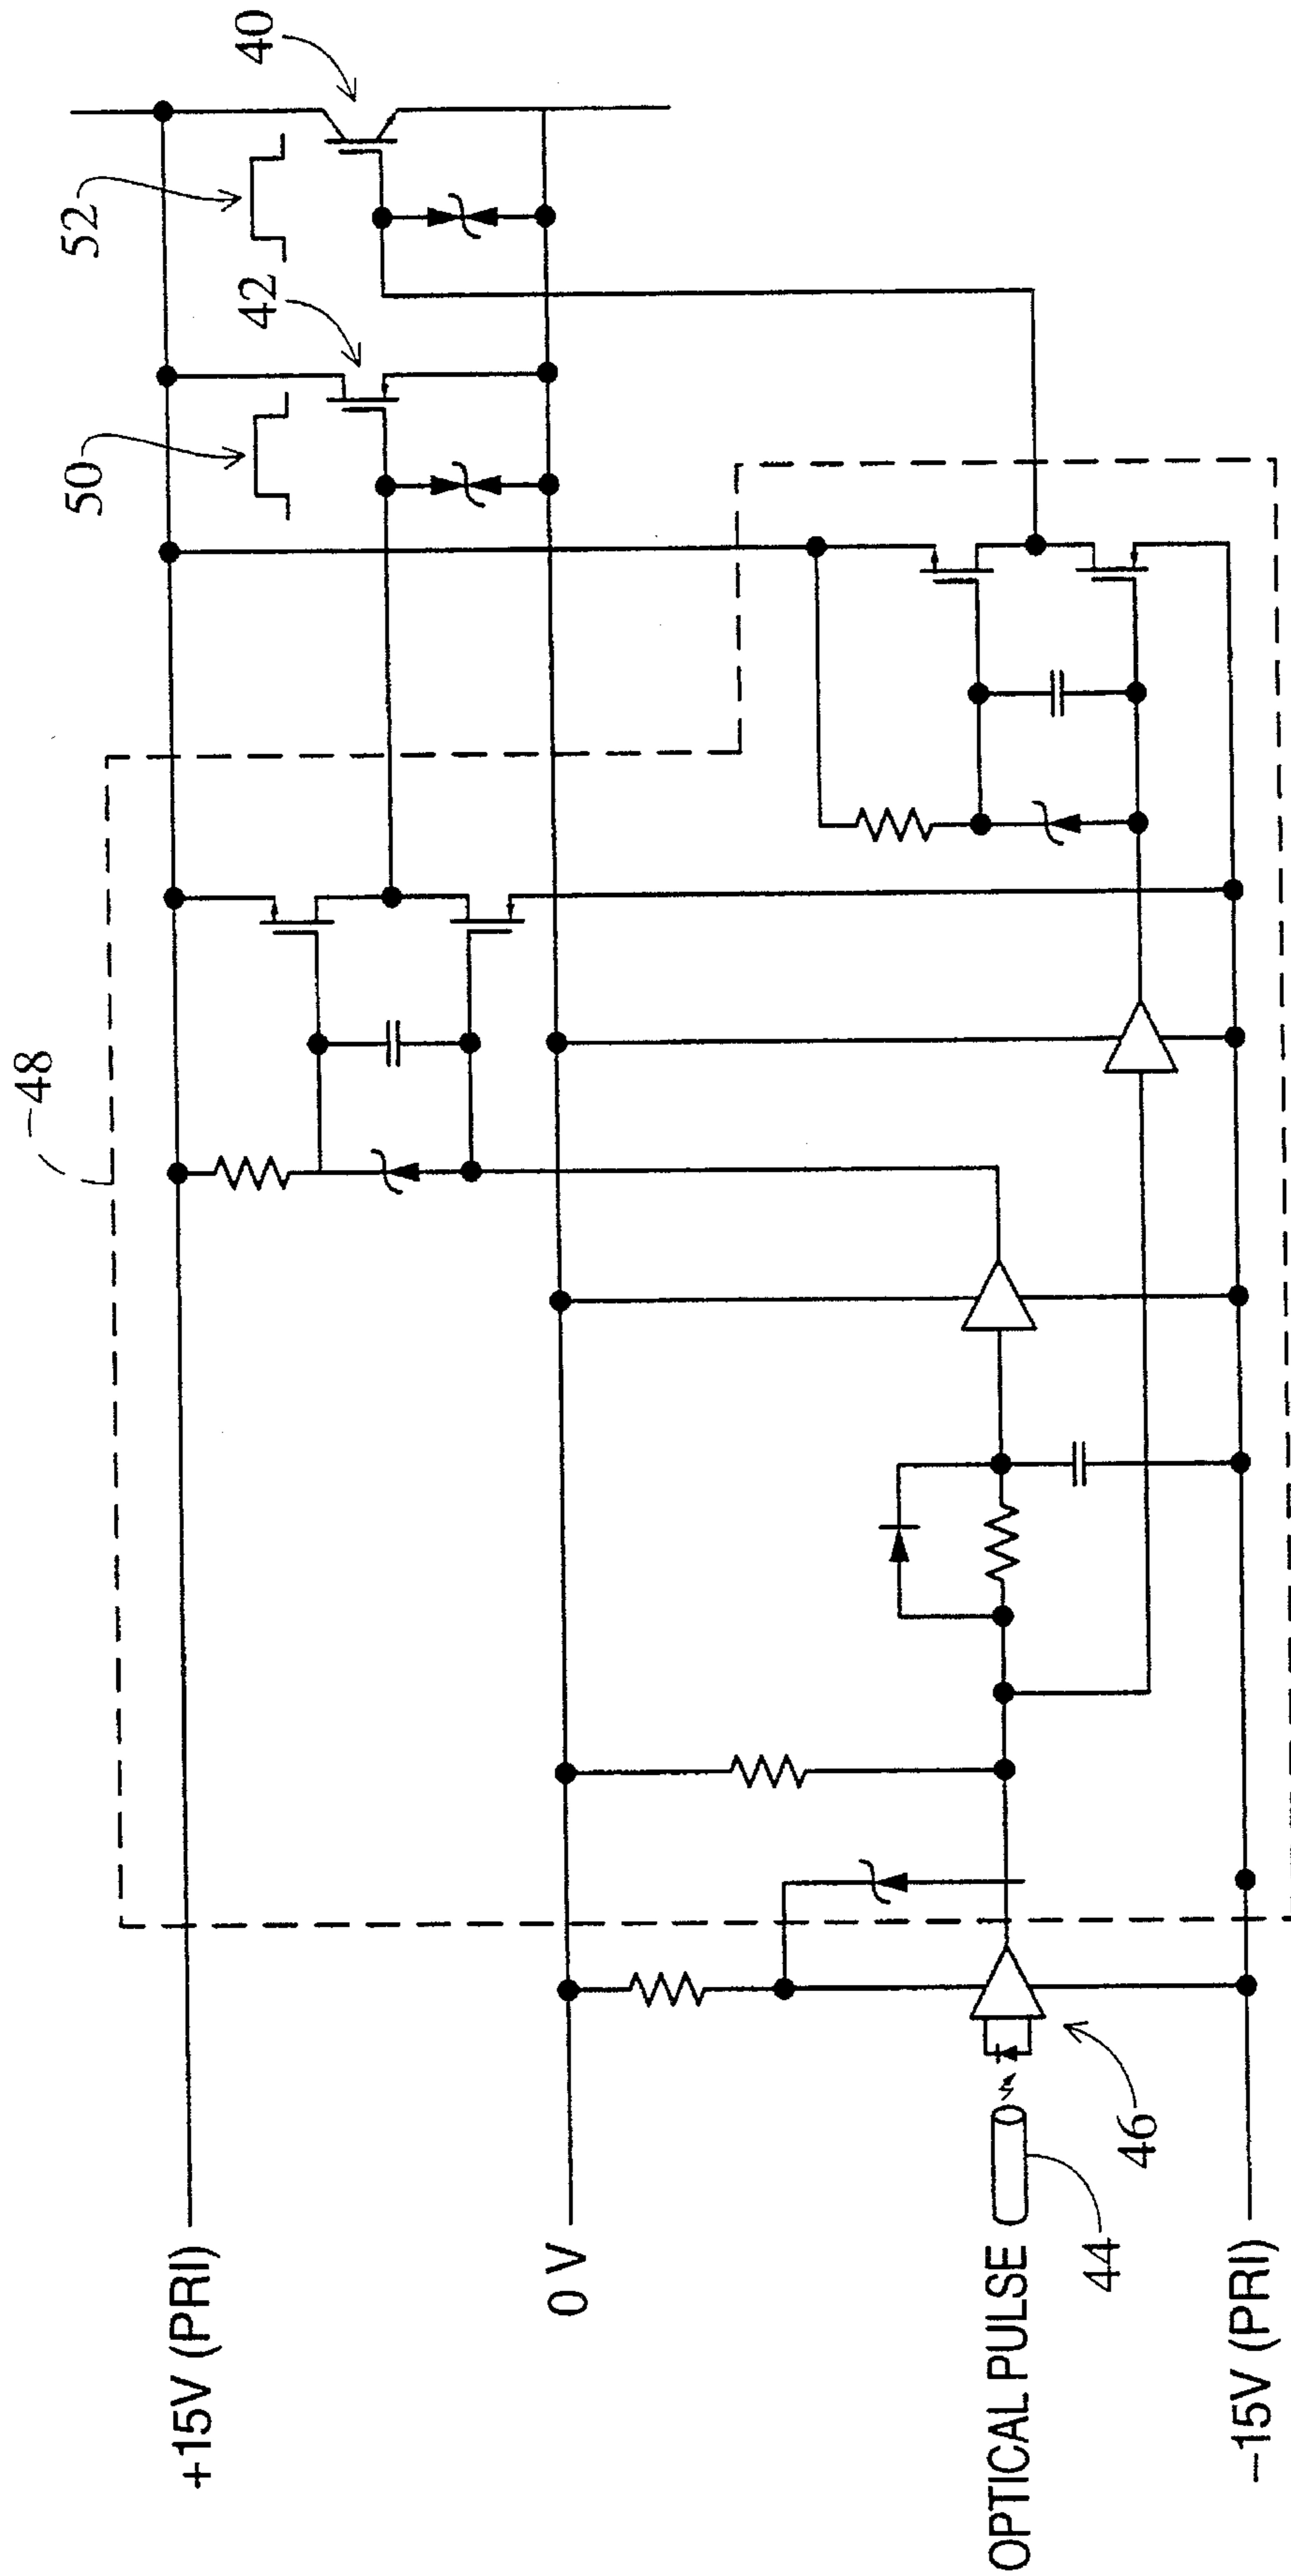 48
50
52
42
40
+15V (PRI)
0 V
OPTICAL PULSE
44
46
–15V (PRI)